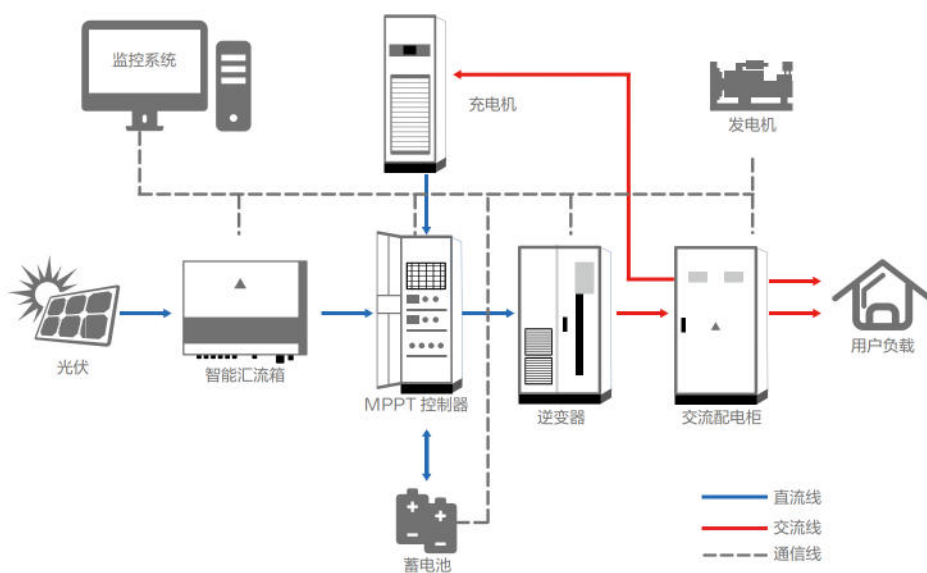 监控系统
充电机
发电机
光伏
智能汇流箱
MPPT 控制器
逆变器
交流配电柜
用户负载
蓄电池
直流线
交流线
通信线